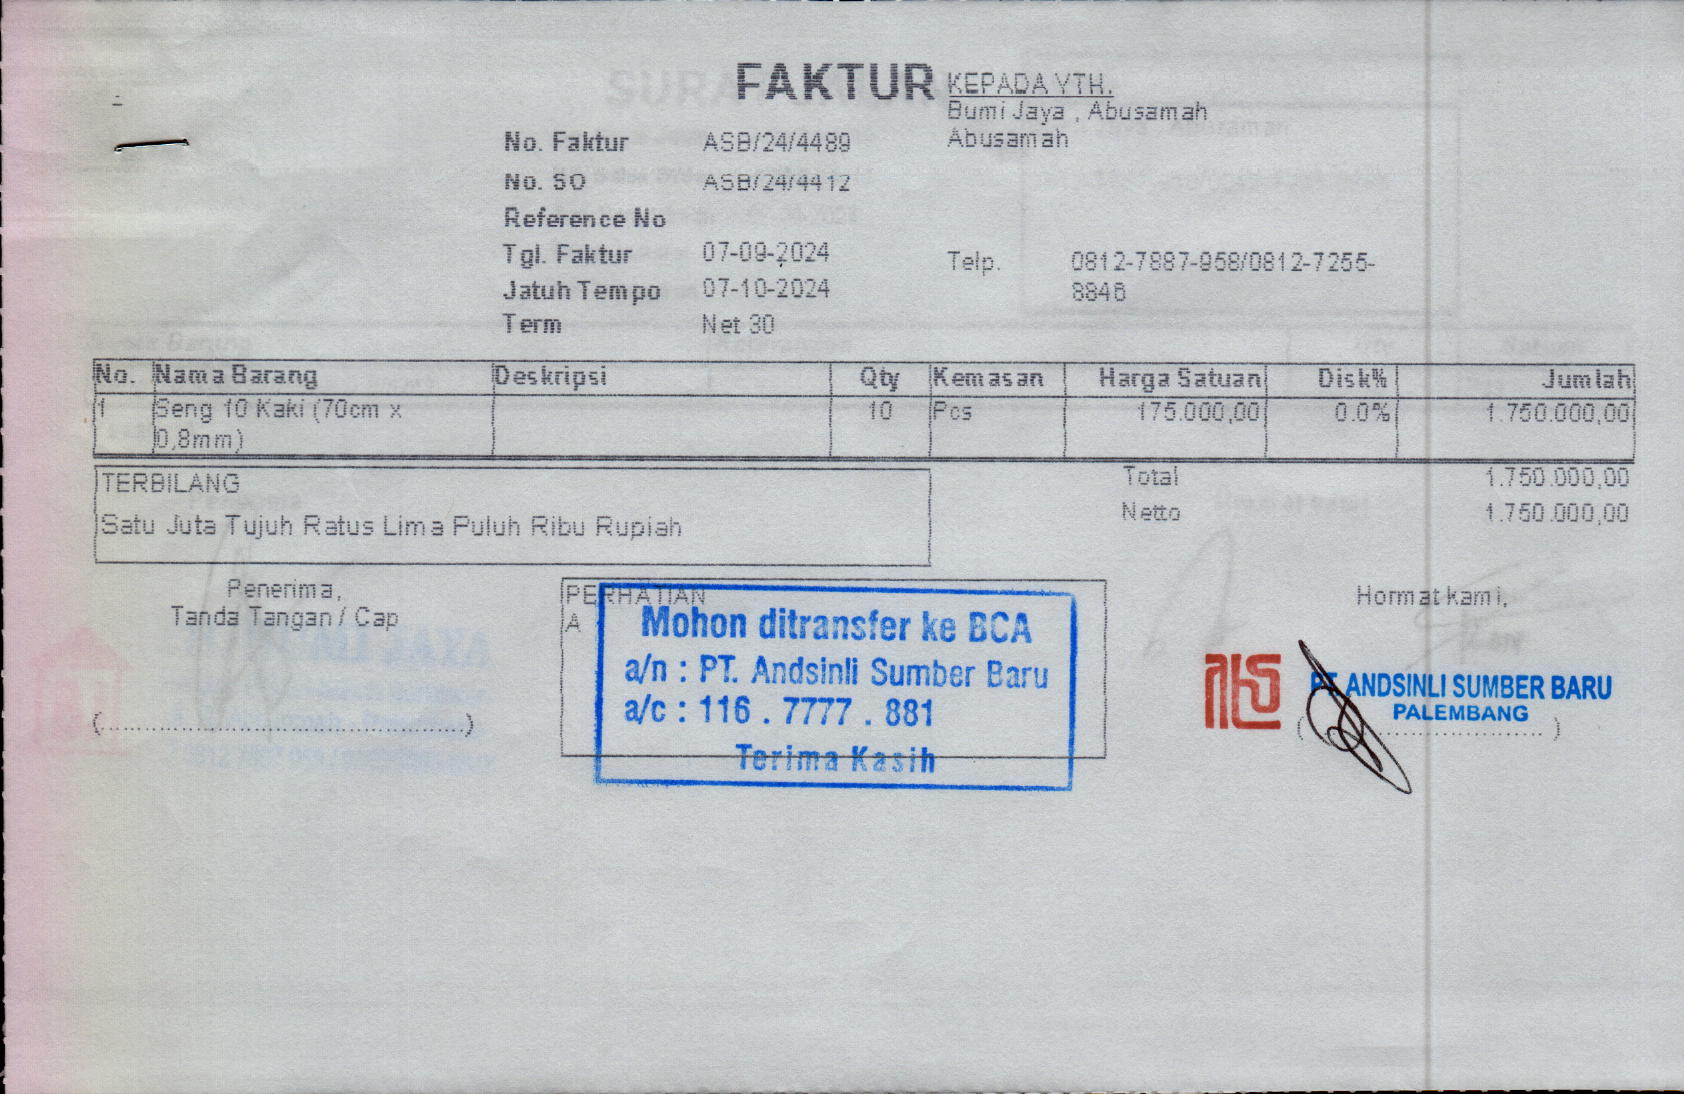 FAKTUR
KEPADA YTH.
Bumi Jaya , Abusamah
Abusamah
No. Faktur ASB/24/4489
No. SO ASB/24/4412
Reference No
Tgl. Faktur 07-09-2024
Jatuh Tempo 07-10-2024
Term Net 30
Telp. 0812-7887-958/0812-7255-
8846
No. Nama Barang Deskripsi Qty Kemasan Harga Satuan Disk% Jumlah
1 Seng 10 Kaki (70cm x 10 Pcs 175.000,00 0.0% 1.750.000,00
0,8mm)
TERBILANG
Satu Juta Tujuh Ratus Lima Puluh Ribu Rupiah
Total 1.750.000,00
Netto 1.750.000,00
Penerima,
Tanda Tangan / Cap
(....................................................)
PERHATIAN
A
Mohon ditransfer ke BCA
a/n : PT. Andsinli Sumber Baru
a/c : 116 . 7777 . 881
Terima Kasih
Hormat kami,
PT ANDSINLI SUMBER BARU
PALEMBANG